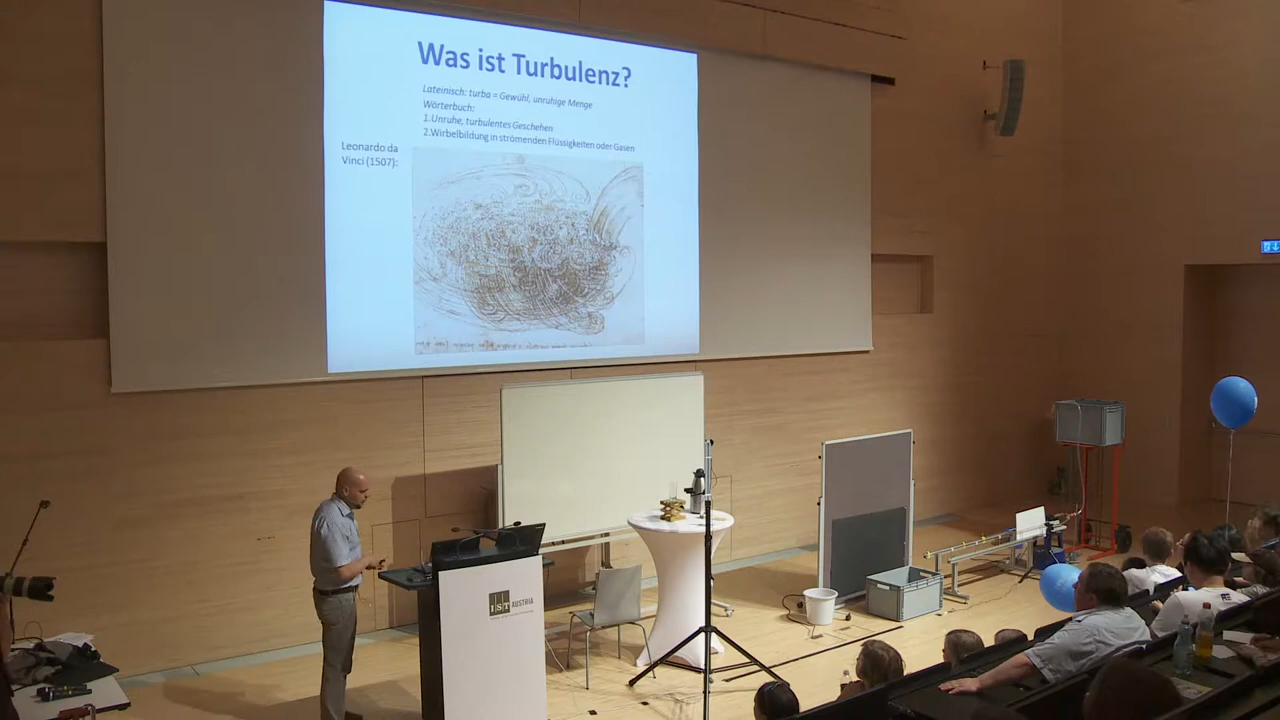 Was ist Turbulenz?
Lateinisch: turba = Gewühl, unruhige Menge
Wörterbuch:
1.Unruhe, turbulentes Geschehen
2.Wirbelbildung in strömenden Flüssigkeiten oder Gasen
Leonardo da
Vinci (1507):
IST AUSTRIA